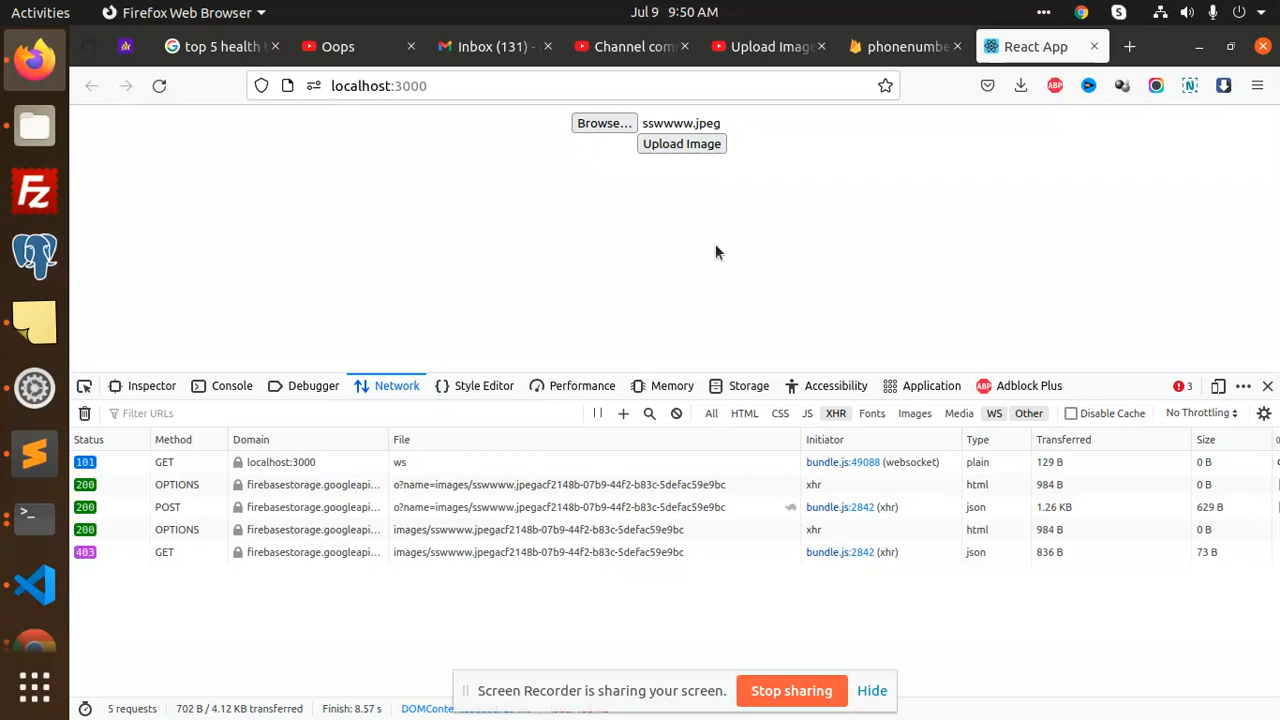 Activities Firefox Web Browser Jul 9 9:50 AM
top 5 health Oops Inbox (131) - Channel com Upload Imag phonenumbe React App
localhost:3000
Browse... sswwww.jpeg
Upload Image
Inspector Console Debugger Network Style Editor Performance Memory Storage Accessibility Application ABP Adblock Plus 3
Filter URLs All HTML CSS JS XHR Fonts Images Media WS Other Disable Cache No Throttling
Status Method Domain File Initiator Type Transferred Size
101 GET localhost:3000 ws bundle.js:49088 (websocket) plain 129 B 0 B
200 OPTIONS firebasestorage.googleapi... o?name=images/sswwww.jpegacf2148b-07b9-44f2-b83c-5defac59e9bc xhr html 984 B 0 B
200 POST firebasestorage.googleapi... o?name=images/sswwww.jpegacf2148b-07b9-44f2-b83c-5defac59e9bc bundle.js:2842 (xhr) json 1.26 KB 629 B
200 OPTIONS firebasestorage.googleapi... images/sswwww.jpegacf2148b-07b9-44f2-b83c-5defac59e9bc xhr html 984 B 0 B
403 GET firebasestorage.googleapi... images/sswwww.jpegacf2148b-07b9-44f2-b83c-5defac59e9bc bundle.js:2842 (xhr) json 836 B 73 B
Screen Recorder is sharing your screen. Stop sharing Hide
5 requests 702 B / 4.12 KB transferred Finish: 8.57 s DOMCont